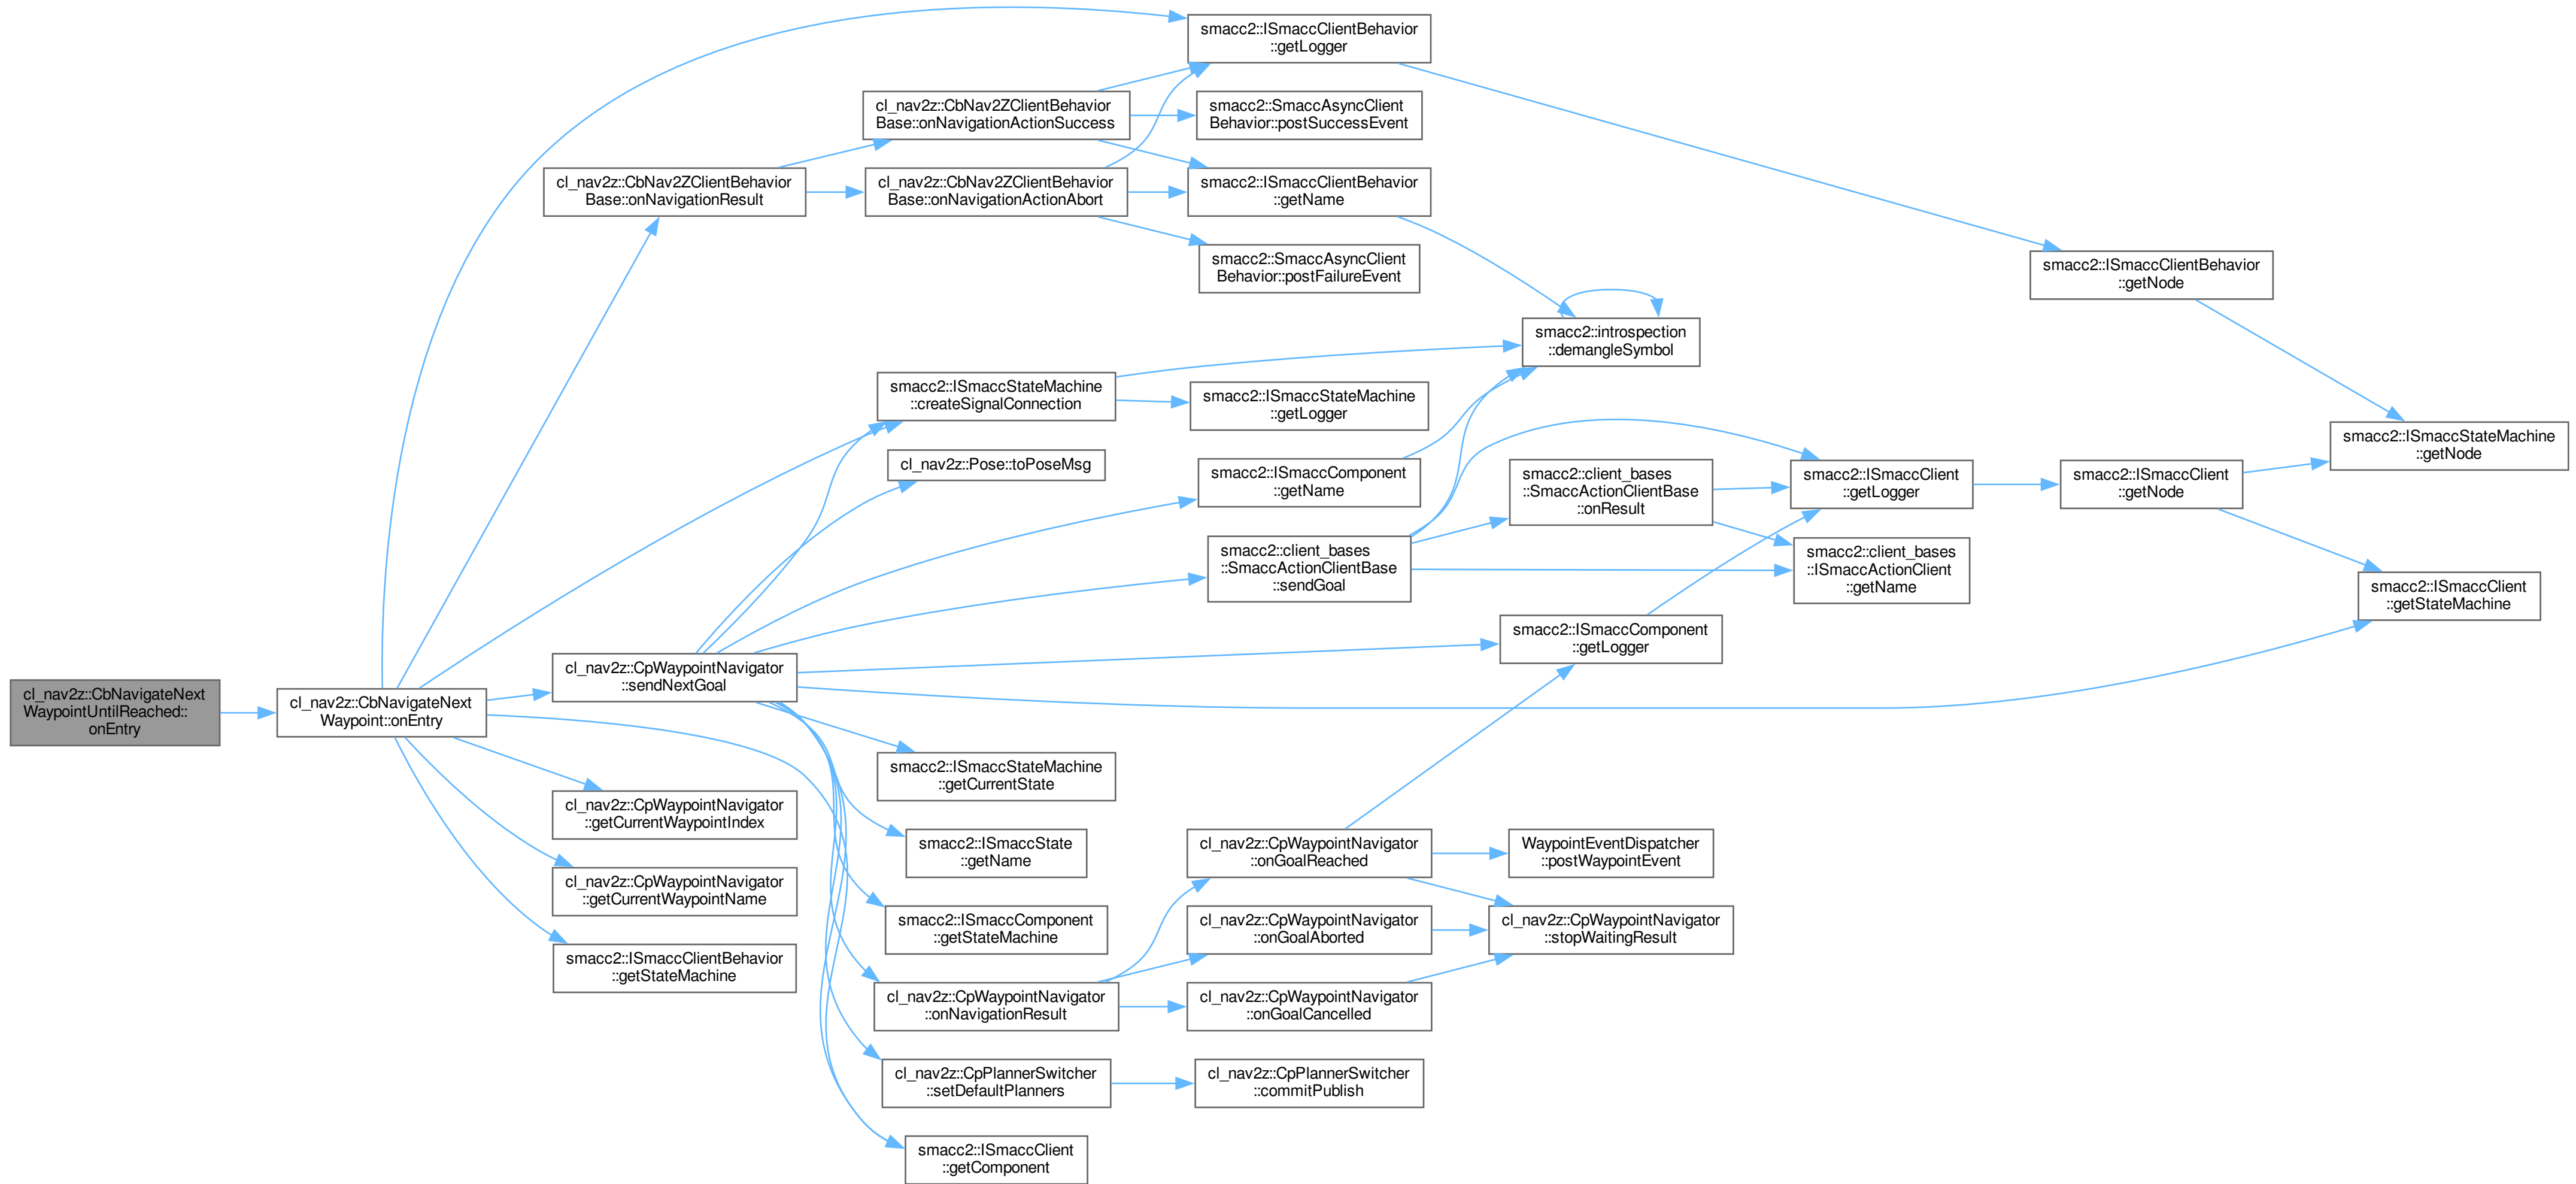 cl_nav2z::CbNavigateNext
WaypointUntilReached::
onEntry
cl_nav2z::CbNavigateNext
Waypoint::onEntry
smacc2::ISmaccClientBehavior
::getLogger
cl_nav2z::CbNav2ZClientBehavior
Base::onNavigationResult
cl_nav2z::CbNav2ZClientBehavior
Base::onNavigationActionSuccess
smacc2::SmaccAsyncClient
Behavior::postSuccessEvent
cl_nav2z::CbNav2ZClientBehavior
Base::onNavigationActionAbort
smacc2::ISmaccClientBehavior
::getName
smacc2::SmaccAsyncClient
Behavior::postFailureEvent
smacc2::ISmaccClientBehavior
::getNode
smacc2::introspection
::demangleSymbol
smacc2::ISmaccStateMachine
::createSignalConnection
smacc2::ISmaccStateMachine
::getLogger
smacc2::ISmaccStateMachine
::getNode
cl_nav2z::Pose::toPoseMsg
smacc2::ISmaccComponent
::getName
smacc2::client_bases
::SmaccActionClientBase
::onResult
smacc2::ISmaccClient
::getLogger
smacc2::ISmaccClient
::getNode
smacc2::client_bases
::SmaccActionClientBase
::sendGoal
smacc2::client_bases
::ISmaccActionClient
::getName
smacc2::ISmaccClient
::getStateMachine
smacc2::ISmaccComponent
::getLogger
cl_nav2z::CpWaypointNavigator
::sendNextGoal
smacc2::ISmaccStateMachine
::getCurrentState
cl_nav2z::CpWaypointNavigator
::getCurrentWaypointIndex
smacc2::ISmaccState
::getName
cl_nav2z::CpWaypointNavigator
::onGoalReached
WaypointEventDispatcher
::postWaypointEvent
cl_nav2z::CpWaypointNavigator
::getCurrentWaypointName
smacc2::ISmaccComponent
::getStateMachine
cl_nav2z::CpWaypointNavigator
::onGoalAborted
cl_nav2z::CpWaypointNavigator
::stopWaitingResult
smacc2::ISmaccClientBehavior
::getStateMachine
cl_nav2z::CpWaypointNavigator
::onNavigationResult
cl_nav2z::CpWaypointNavigator
::onGoalCancelled
cl_nav2z::CpPlannerSwitcher
::setDefaultPlanners
cl_nav2z::CpPlannerSwitcher
::commitPublish
smacc2::ISmaccClient
::getComponent